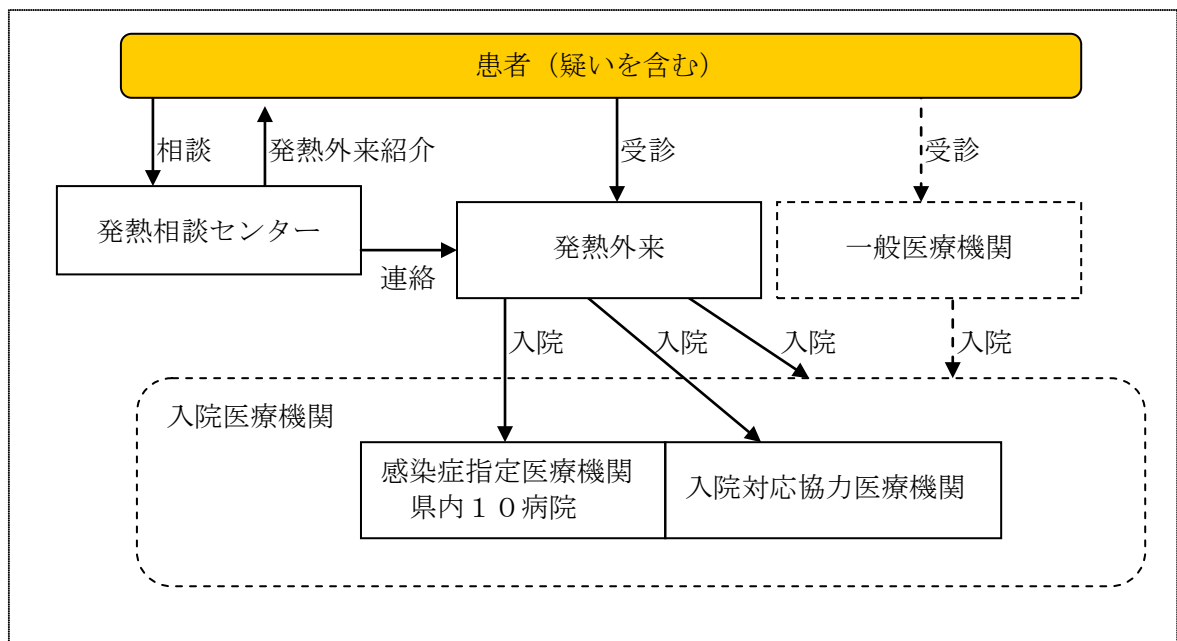 患者（疑いを含む）
相談
発熱外来紹介
受診
受診
発熱相談センター
連絡
発熱外来
一般医療機関
入院
入院
入院
入院
入院医療機関
感染症指定医療機関
県内１０病院
入院対応協力医療機関